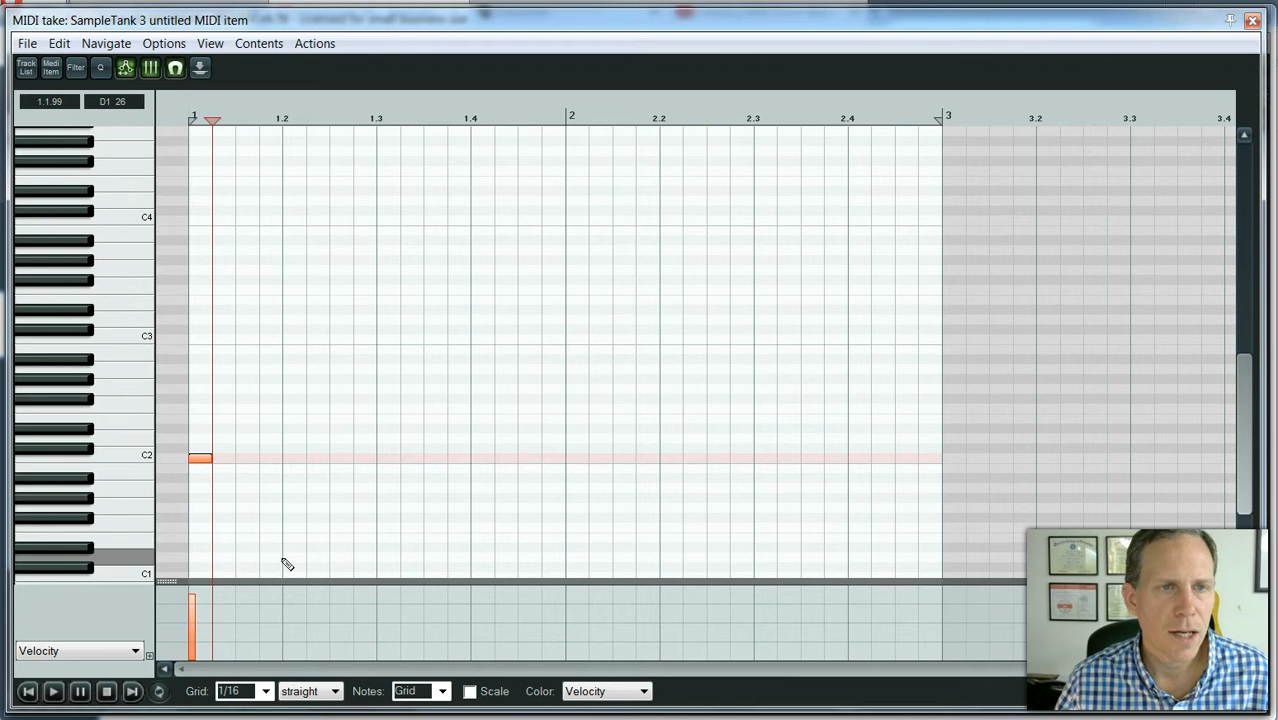 MIDI take: SampleTank 3 untitled MIDI item
File Edit Navigate Options View Contents Actions
Track List
Medi Item
Filter
Q
1.1.99 D1 26
1 1.2 1.3 1.4 2 2.2 2.3 2.4 3 3.2 3.3 3.4
C4
C3
C2
C1
Velocity
Grid: 1/16 straight Notes: Grid Scale Color: Velocity